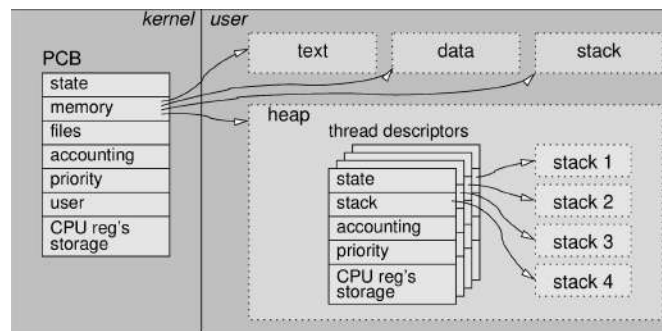 kernel
user
PCB
state
memory
files
accounting
priority
user
CPU reg's
storage
text
data
stack
heap
thread descriptors
state
stack
accounting
priority
CPU reg's
storage
stack 1
stack 2
stack 3
stack 4